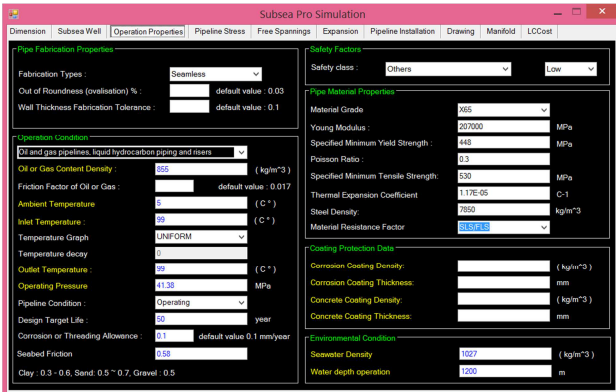 Subsea Pro Simulation
Dimension Subsea Well Operation Properties Pipeline Stress Free Spannings Expansion Pipeline Installation Drawing Manifold LCCost
Pipe Fabrication Properties
Fabrication Types : Seamless
Out of Roundness (ovalisation) % : default value : 0.03
Wall Thickness Fabrication Tolerance : default value : 0.1
Operation Condition
Oil and gas pipelines, liquid hydrocarbon piping and risers
Oil or Gas Content Density : 855 ( kg/m^3 )
Friction Factor of Oil or Gas : default value : 0.017
Ambient Temperature 5 ( C ° )
Inlet Temperature : 99 ( C ° )
Temperature Graph UNIFORM
Temperature decay 0
Outlet Temperature : 99 ( C ° )
Operating Pressure 41.38 MPa
Pipeline Condition : Operating
Design Target Life : 50 year
Corrosion or Threading Allowance : 0.1 default value 0.1 mm/year
Seabed Friction 0.58
Clay : 0.3 - 0.6, Sand: 0.5 ~ 0.7, Gravel : 0.5
Safety Factors
Safety class : Others Low
Pipe Material Properties
Material Grade X65
Young Modulus : 207000 MPa
Specified Minimum Yield Strength : 448 MPa
Poisson Ratio : 0.3
Specified Minimum Tensile Strength: 530 MPa
Thermal Expansion Coefficient 1.17E-05 C-1
Steel Density: 7850 kg/m^3
Material Resistance Factor SLS/FLS
Coating Protection Data
Corrosion Coating Density: ( kg/m^3 )
Corrosion Coating Thickness: mm
Concrete Coating Density: ( kg/m^3 )
Concrete Coating Thickness: mm
Environmental Condition
Seawater Density 1027 ( kg/m^3 )
Water depth operation 1200 m